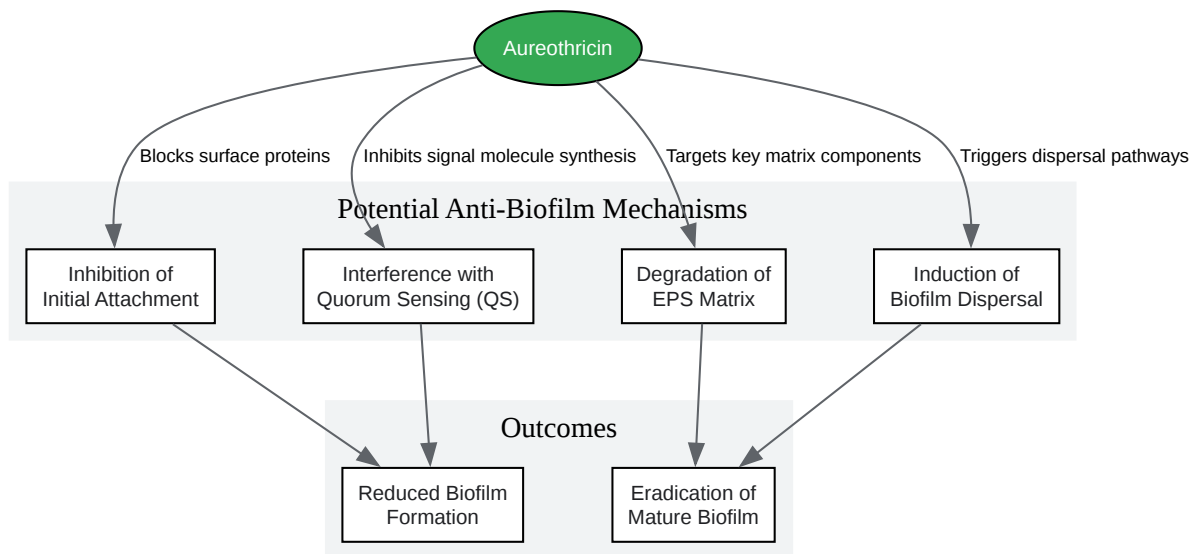 Aureothricin
Blocks surface proteins
Inhibits signal molecule synthesis
Targets key matrix components
Triggers dispersal pathways
Potential Anti-Biofilm Mechanisms
Inhibition of
Initial Attachment
Interference with
Quorum Sensing (QS)
Degradation of
EPS Matrix
Induction of
Biofilm Dispersal
Outcomes
Reduced Biofilm
Formation
Eradication of
Mature Biofilm